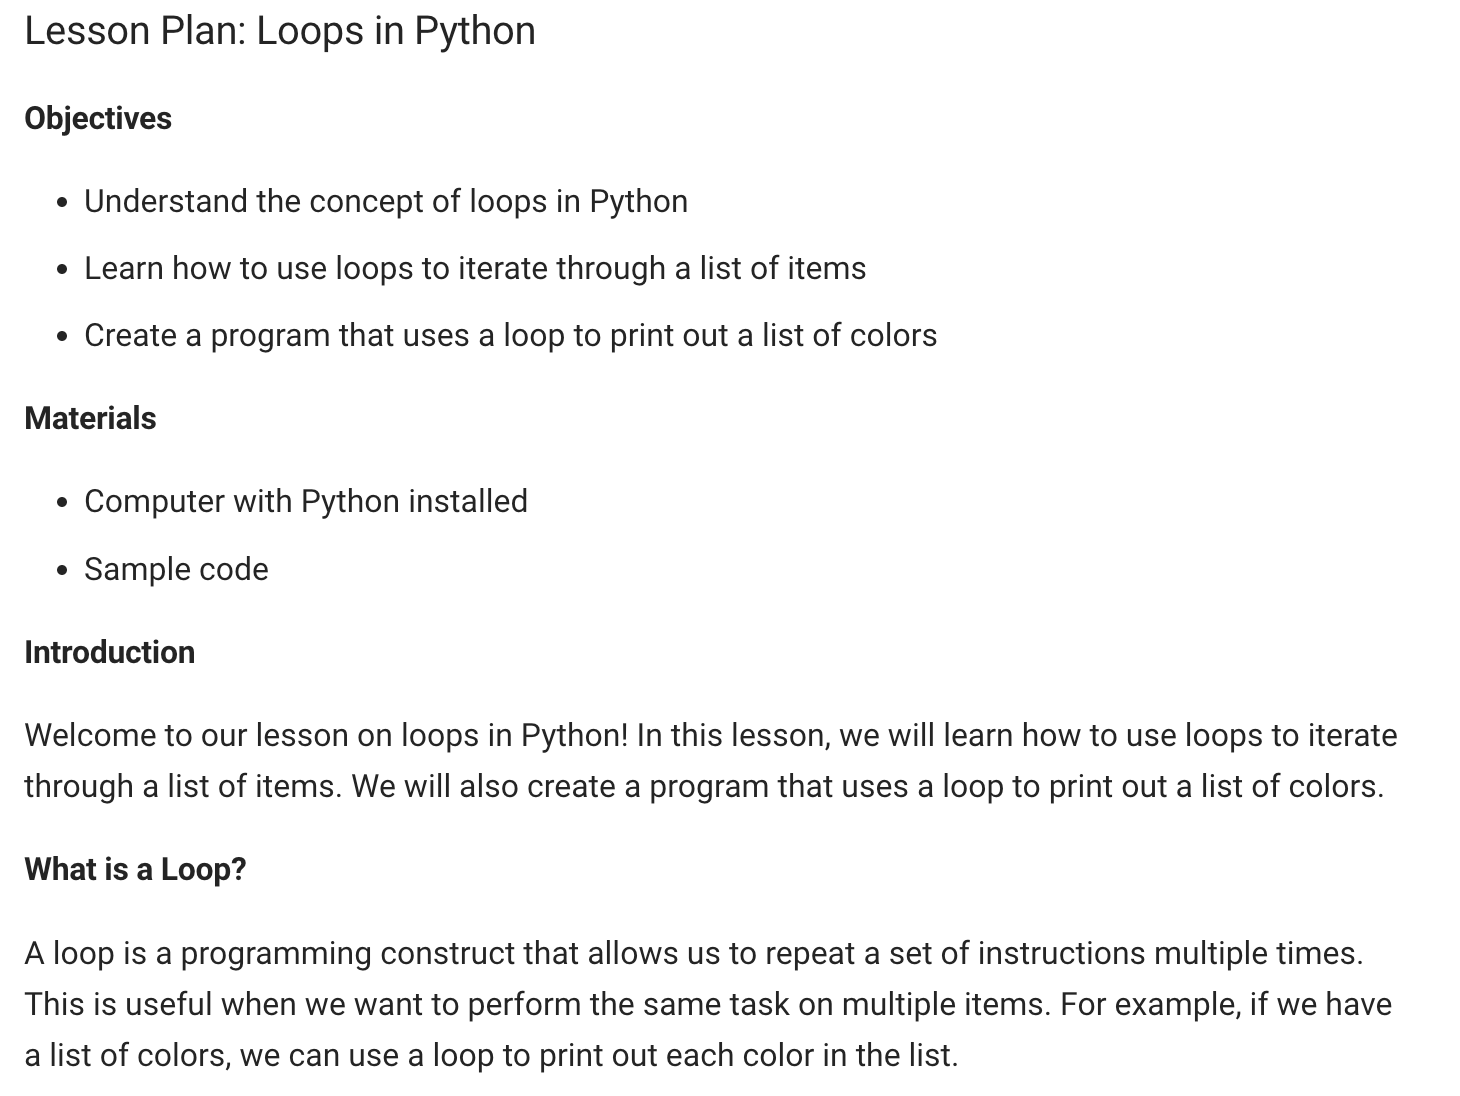 Lesson Plan: Loops in Python
Objectives
• Understand the concept of loops in Python
• Learn how to use loops to iterate through a list of items
• Create a program that uses a loop to print out a list of colors
Materials
• Computer with Python installed
• Sample code
Introduction
Welcome to our lesson on loops in Python! In this lesson, we will learn how to use loops to iterate
through a list of items. We will also create a program that uses a loop to print out a list of colors.
What is a Loop?
A loop is a programming construct that allows us to repeat a set of instructions multiple times.
This is useful when we want to perform the same task on multiple items. For example, if we have
a list of colors, we can use a loop to print out each color in the list.